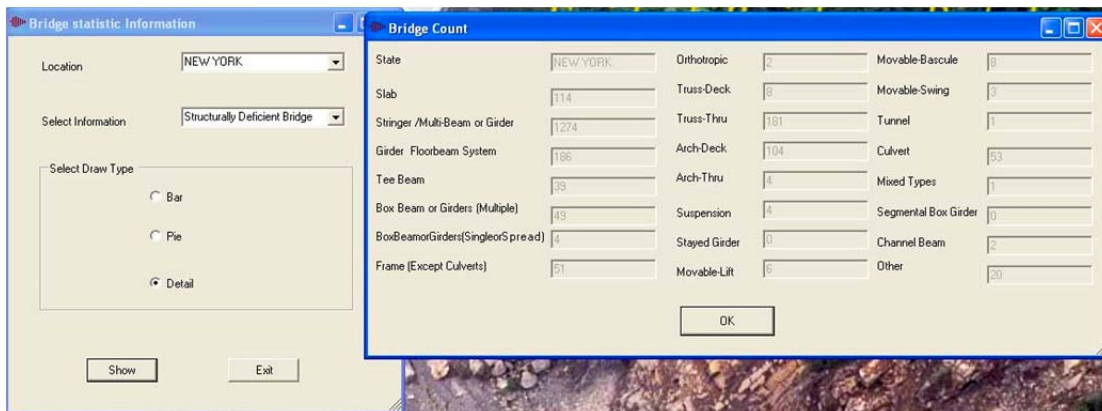 Bridge statistic Information
Location NEW YORK
Select Information Structurally Deficient Bridge
Select Draw Type
Bar
Pie
Detail
Show Exit
Bridge Count
State NEW YORK Orthotropic 2 Movable-Bascule 8
Slab 114 Truss-Deck 8 Movable-Swing 3
Stringer /Multi-Beam or Girder 1274 Truss-Thru 181 Tunnel 1
Girder Floorbeam System 186 Arch-Deck 104 Culvert 53
Tee Beam 39 Arch-Thru 4 Mixed Types 1
Box Beam or Girders (Multiple) 49 Suspension 4 Segmental Box Girder 0
BoxBeamorGirders(SingleorSpread) 4 Stayed Girder 0 Channel Beam 2
Frame (Except Culverts) 51 Movable-Lift 6 Other 20
OK